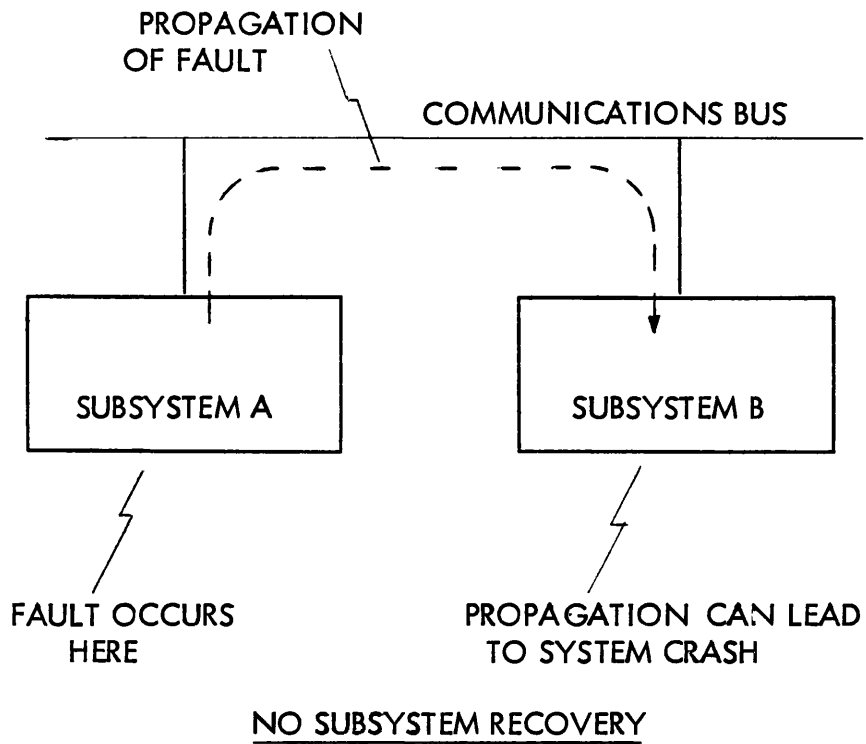 PROPAGATION
OF FAULT
COMMUNICATIONS BUS
SUBSYSTEM A
SUBSYSTEM B
FAULT OCCURS
HERE
PROPAGATION CAN LEAD
TO SYSTEM CRASH
NO SUBSYSTEM RECOVERY